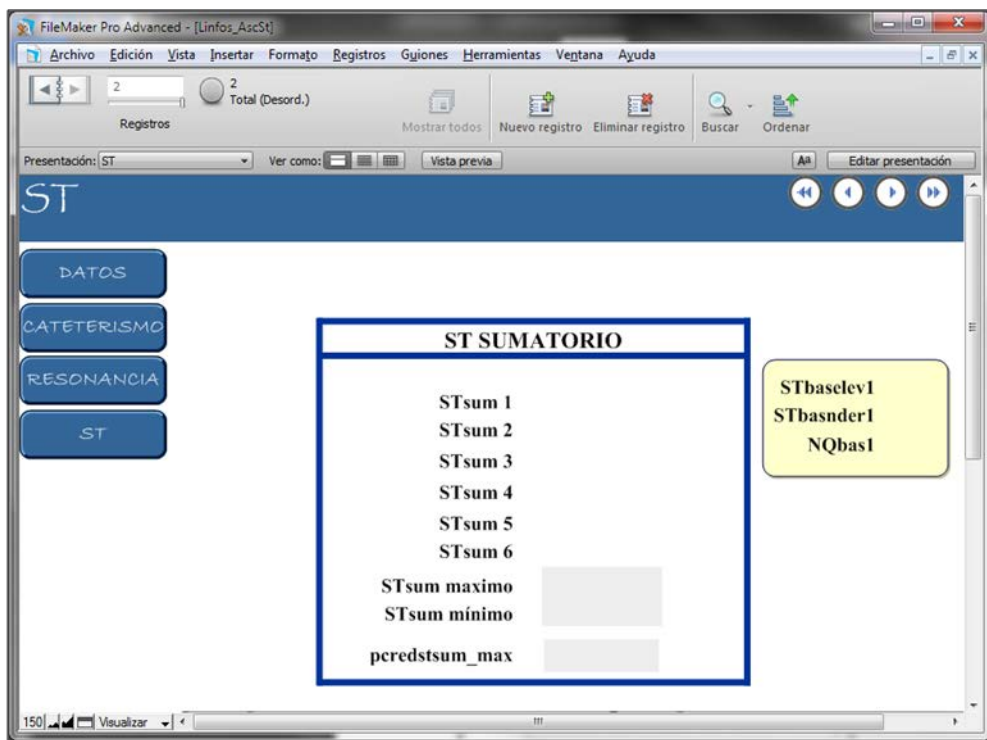 FileMaker Pro Advanced - [Linfos_AscSt]
Archivo Edición Vista Insertar Formato Registros Guiones Herramientas Ventana Ayuda
2
2
Total (Desord.)
Registros
Mostrar todos
Nuevo registro
Eliminar registro
Buscar
Ordenar
Presentación: ST
Ver como:
Vista previa
Aa
Editar presentación
ST
DATOS
CATETERISMO
RESONANCIA
ST
ST SUMATORIO
STsum 1
STsum 2
STsum 3
STsum 4
STsum 5
STsum 6
STsum maximo
STsum mínimo
pcredstsum_max
STbaselev1
STbasnder1
NQbas1
150
Visualizar